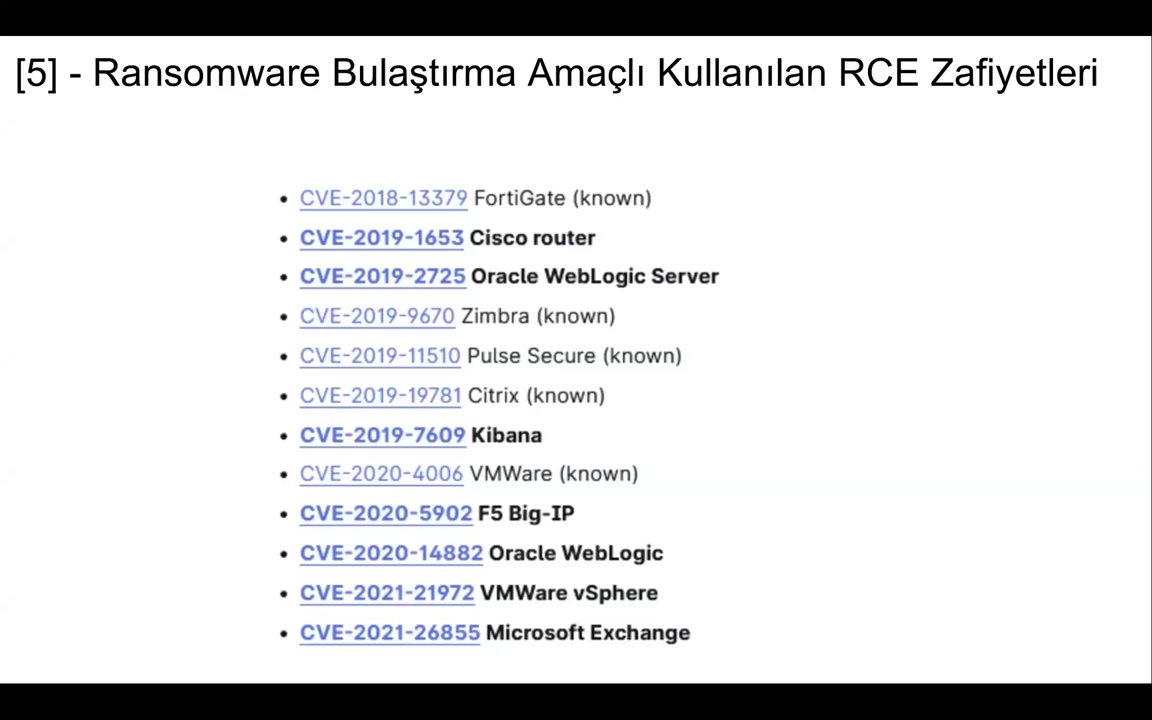 [5] - Ransomware Bulaştırma Amaçlı Kullanılan RCE Zafiyetleri
• CVE-2018-13379 FortiGate (known)
• CVE-2019-1653 Cisco router
• CVE-2019-2725 Oracle WebLogic Server
• CVE-2019-9670 Zimbra (known)
• CVE-2019-11510 Pulse Secure (known)
• CVE-2019-19781 Citrix (known)
• CVE-2019-7609 Kibana
• CVE-2020-4006 VMWare (known)
• CVE-2020-5902 F5 Big-IP
• CVE-2020-14882 Oracle WebLogic
• CVE-2021-21972 VMWare vSphere
• CVE-2021-26855 Microsoft Exchange